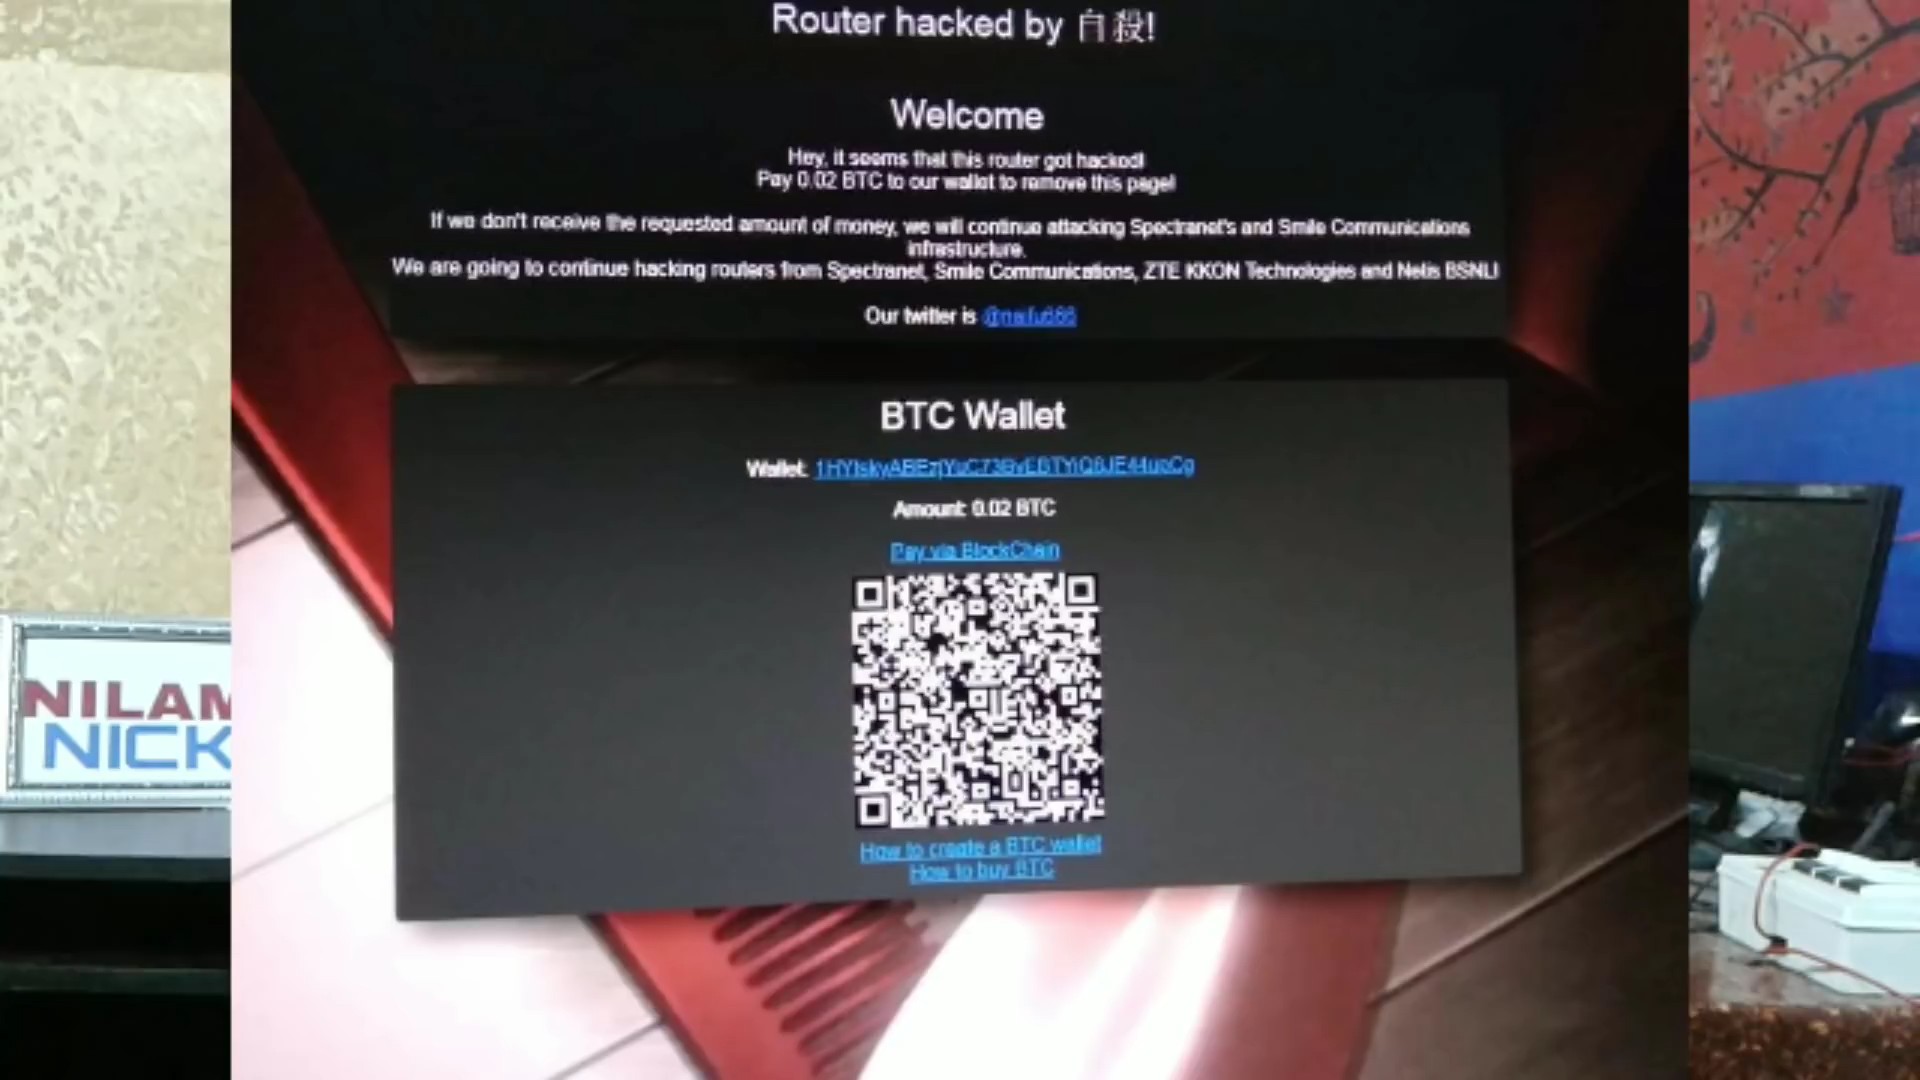 Router hacked by 自殺!
Welcome
Hey, it seems that this router got hacked!
Pay 0.02 BTC to our wallet to remove this page!
If we don't receive the requested amount of money, we will continue attacking Spectranet's and Smile Communications
infrastructure.
We are going to continue hacking routers from Spectranet, Smile Communications, ZTE KKON Technologies and Netis BSNL!
Our twitter is
BTC Wallet
Wallet:
Amount: 0.02 BTC
Pay via BlockChain
How to create a BTC wallet
How to buy BTC
NILAM
NICK